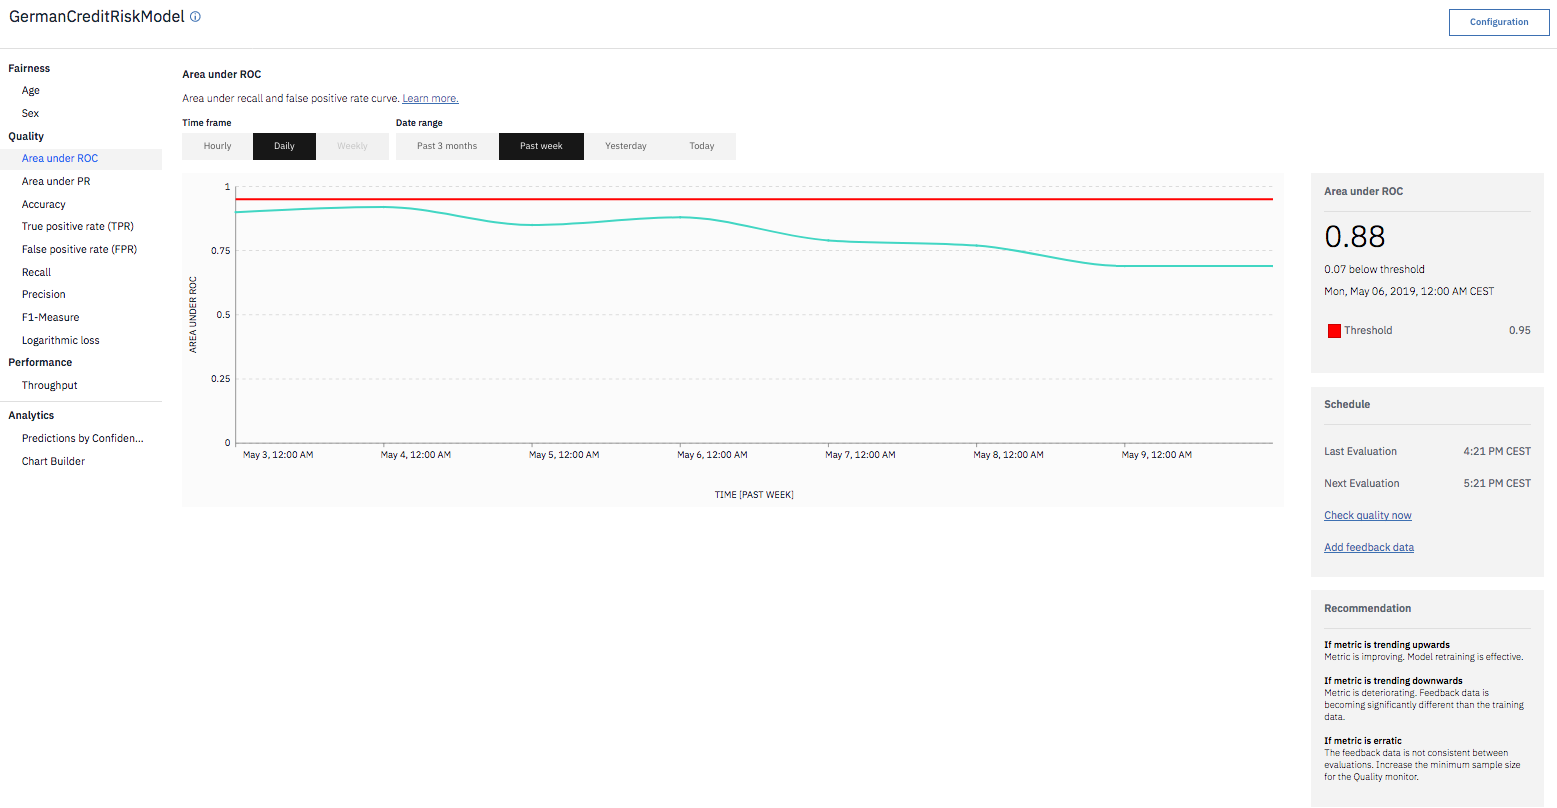 GermanCreditRiskModel
Configuration
Fairness
Age
Sex
Quality
Area under ROC
Area under PR
Accuracy
True positive rate (TPR)
False positive rate (FPR)
Recall
Precision
F1-Measure
Logarithmic loss
Performance
Throughput
Analytics
Predictions by Confiden...
Chart Builder
Area under ROC
Area under recall and false positive rate curve. Learn more.
Time frame
Hourly Daily Weekly
Date range
Past 3 months Past week Yesterday Today
1
0.75
0.5
0.25
0
AREA UNDER ROC
May 3, 12:00 AM May 4, 12:00 AM May 5, 12:00 AM May 6, 12:00 AM May 7, 12:00 AM May 8, 12:00 AM May 9, 12:00 AM
TIME [PAST WEEK]
Area under ROC
0.88
0.07 below threshold
Mon, May 06, 2019, 12:00 AM CEST
Threshold 0.95
Schedule
Last Evaluation 4:21 PM CEST
Next Evaluation 5:21 PM CEST
Check quality now
Add feedback data
Recommendation
If metric is trending upwards
Metric is improving. Model retraining is effective.
If metric is trending downwards
Metric is deteriorating. Feedback data is
becoming significantly different than the training
data.
If metric is erratic
The feedback data is not consistent between
evaluations. Increase the minimum sample size
for the Quality monitor.